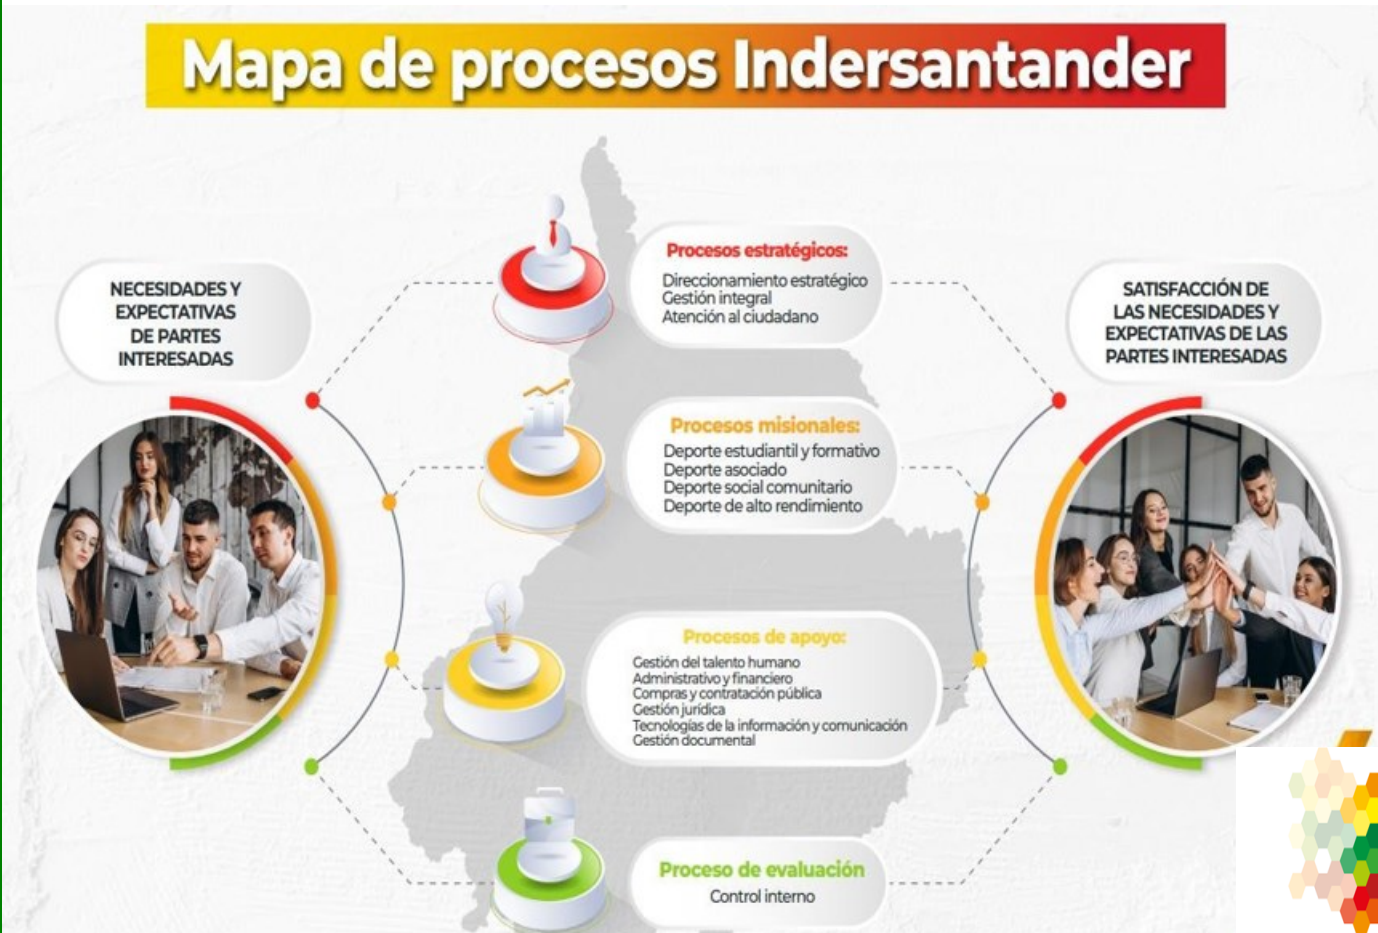 Mapa de procesos Indersantander
NECESIDADES Y
EXPECTATIVAS
DE PARTES
INTERESADAS
Procesos estratégicos:
Direccionamiento estratégico
Gestión integral
Atención al ciudadano
Procesos misionales:
Deporte estudiantil y formativo
Deporte asociado
Deporte social comunitario
Deporte de alto rendimiento
Procesos de apoyo:
Gestión del talento humano
Administrativo y financiero
Compras y contratación pública
Gestión jurídica
Tecnologías de la información y comunicación
Gestión documental
Proceso de evaluación
Control interno
SATISFACCIÓN DE
LAS NECESIDADES Y
EXPECTATIVAS DE LAS
PARTES INTERESADAS